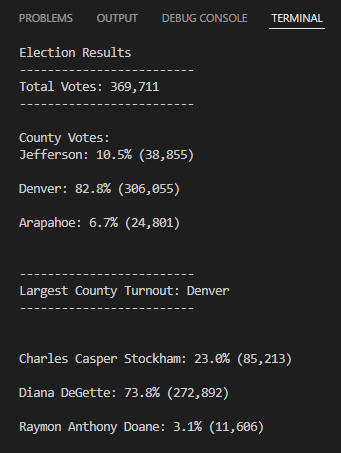 PROBLEMS OUTPUT DEBUG CONSOLE TERMINAL
Election Results
-------------------------
Total Votes: 369,711
-------------------------
County Votes:
Jefferson: 10.5% (38,855)
Denver: 82.8% (306,055)
Arapahoe: 6.7% (24,801)
-------------------------
Largest County Turnout: Denver
-------------------------
Charles Casper Stockham: 23.0% (85,213)
Diana DeGette: 73.8% (272,892)
Raymon Anthony Doane: 3.1% (11,606)